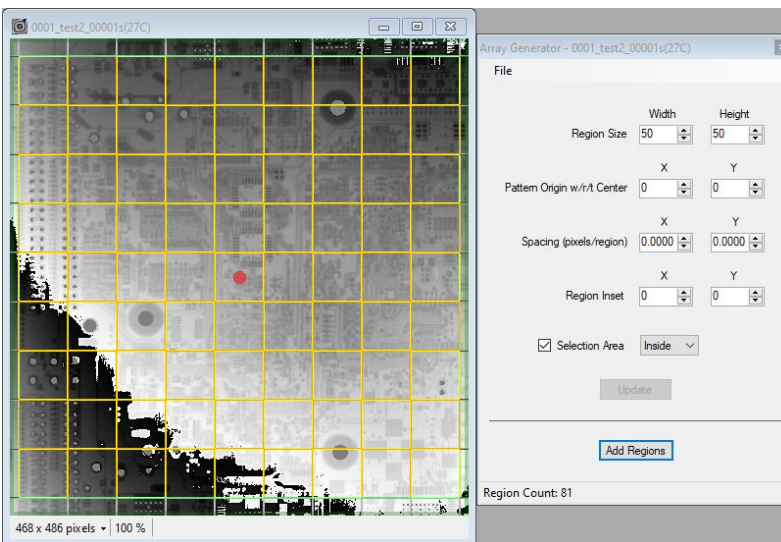 0001_test2_00001s(27C)
468 x 486 pixels
100 %
Array Generator - 0001_test2_00001s(27C)
File
Width Height
Region Size 50 50
X Y
Pattern Origin w/r/t Center 0 0
X Y
Spacing (pixels/region) 0.0000 0.0000
X Y
Region Inset 0 0
Selection Area Inside
Update
Add Regions
Region Count: 81